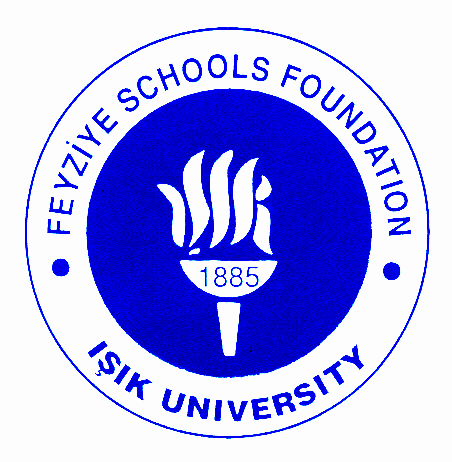 FEYZİYE SCHOOLS FOUNDATION
1885
IŞIK UNIVERSITY